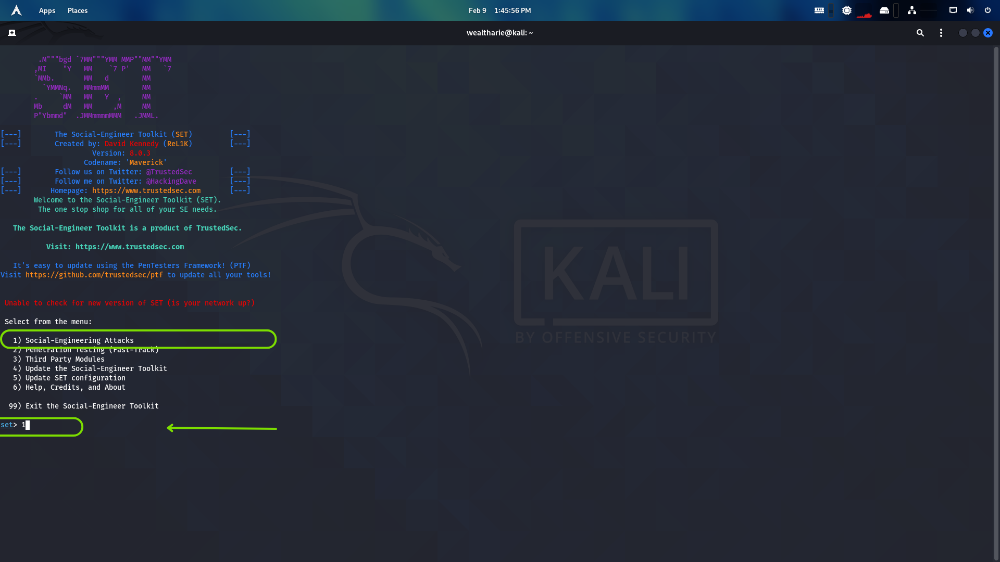 Apps Places Feb 9 1:45:56 PM
wealtharie@kali: ~
.M"""bgd `7MM"""YMM MMP""MM""YMM
,MI    "Y   MM    `7 P'   MM   `7
`MMb.       MM   d        MM
`YMMNq.   MMmmMM        MM
.     `MM   MM   Y  ,     MM
Mb     dM   MM     ,M     MM
P"Ybmmd"  .JMMmmmmMMM   .JMML.
[---]        The Social-Engineer Toolkit (SET)         [---]
[---]        Created by: David Kennedy (ReL1K)         [---]
Version: 8.0.3
Codename: 'Maverick'
[---]        Follow us on Twitter: @TrustedSec         [---]
[---]        Follow me on Twitter: @HackingDave        [---]
[---]       Homepage: https://www.trustedsec.com       [---]
Welcome to the Social-Engineer Toolkit (SET).
The one stop shop for all of your SE needs.
The Social-Engineer Toolkit is a product of TrustedSec.
Visit: https://www.trustedsec.com
It's easy to update using the PenTesters Framework! (PTF)
Visit https://github.com/trustedsec/ptf to update all your tools!
Unable to check for new version of SET (is your network up?)
Select from the menu:
1) Social-Engineering Attacks
2) Penetration Testing (Fast-Track)
3) Third Party Modules
4) Update the Social-Engineer Toolkit
5) Update SET configuration
6) Help, Credits, and About
99) Exit the Social-Engineer Toolkit
set> 1
KALI
BY OFFENSIVE SECURITY